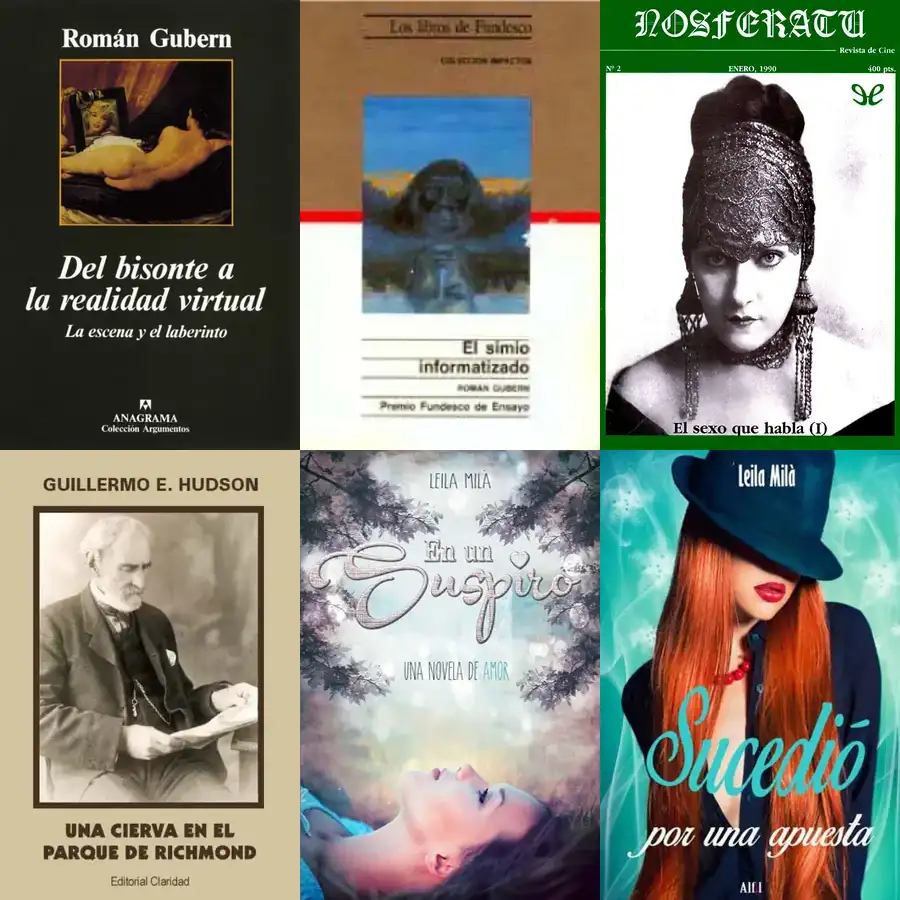 Román Gubern
Del bisonte a
la realidad virtual
La escena y el laberinto
ANAGRAMA
Colección Argumentos
Los libros de Fundesco
COLECCION IMPACTOS
El simio
informatizado
ROMAN GUBERN
Premio Fundesco de Ensayo
NOSFERATU
Revista de Cine
Nº 2 ENERO, 1990 400 pts.
El sexo que habla (I)
GUILLERMO E. HUDSON
UNA CIERVA EN EL
PARQUE DE RICHMOND
Editorial Claridad
LEILA MILÀ
En un
Suspiro
UNA NOVELA DE AMOR
Leila Milà
Sucedió
por una apuesta